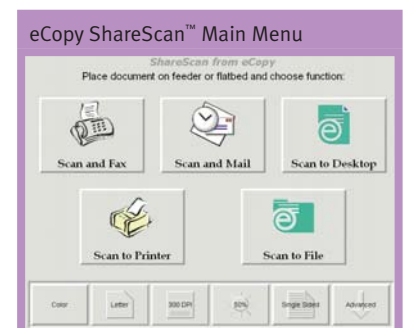 eCopy ShareScan™ Main Menu
ShareScan from eCopy
Place document on feeder or flatbed and choose function:
Scan and Fax
Scan and Mail
Scan to Desktop
Scan to Printer
Scan to File
Color
Letter
300 DPI
50%
Single Sided
Advanced